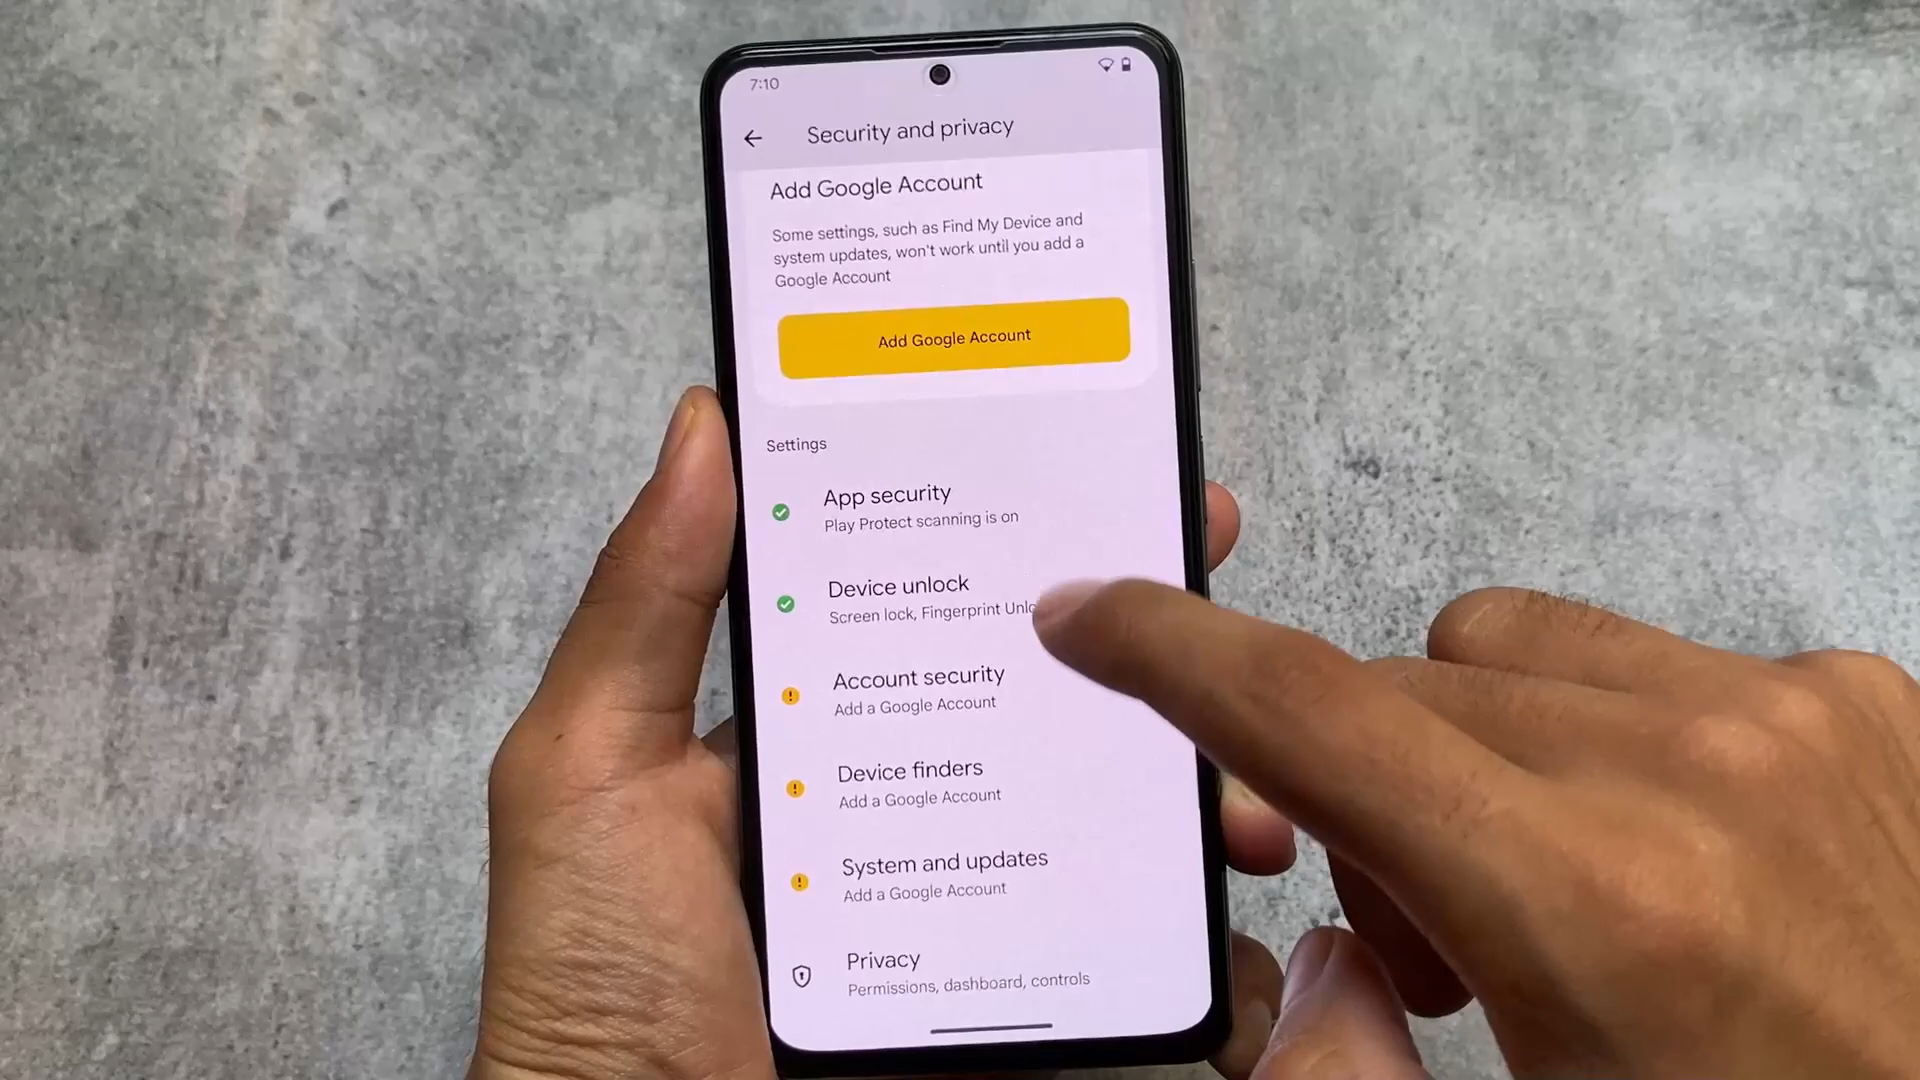 7:10
Security and privacy
Add Google Account
Some settings, such as Find My Device and
system updates, won't work until you add a
Google Account
Add Google Account
Settings
App security
Play Protect scanning is on
Device unlock
Screen lock, Fingerprint
Account security
Add a Google Account
Device finders
Add a Google Account
System and updates
Add a Google Account
Privacy
Permissions, dashboard, controls